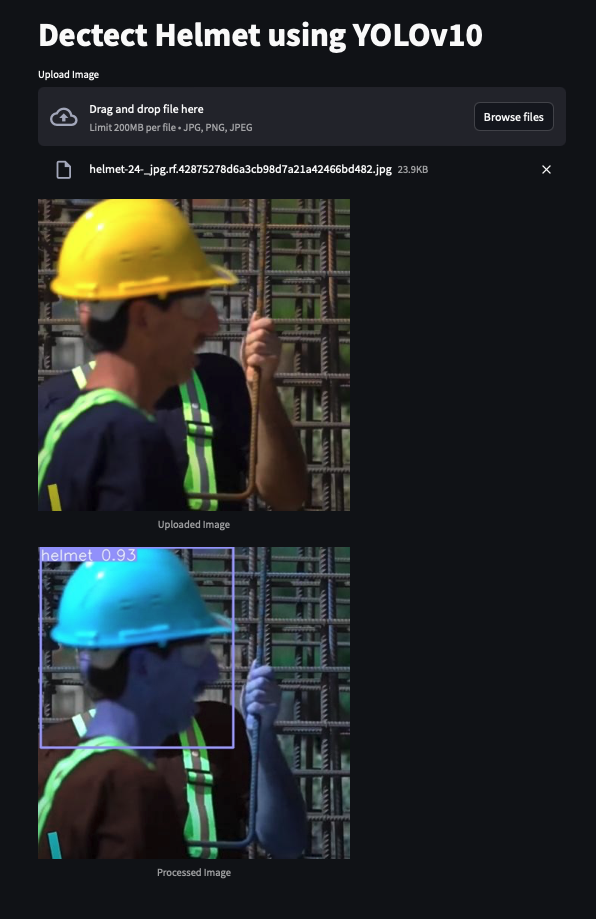 Dectect Helmet using YOLOv10
Upload Image
Drag and drop file here
Limit 200MB per file • JPG, PNG, JPEG
Browse files
helmet-24-_jpg.rf.42875278d6a3cb98d7a21a42466bd482.jpg 23.9KB
Uploaded Image
helmet 0.93
Processed Image